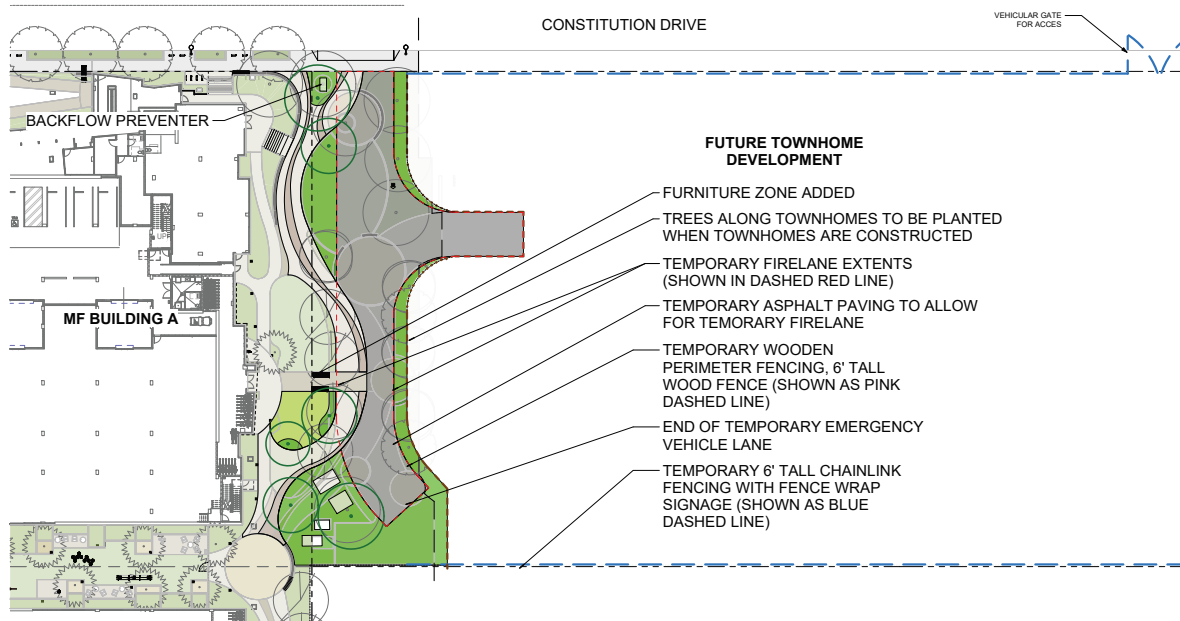 CONSTITUTION DRIVE
VEHICULAR GATE
FOR ACCES
BACKFLOW PREVENTER
FUTURE TOWNHOME
DEVELOPMENT
FURNITURE ZONE ADDED
TREES ALONG TOWNHOMES TO BE PLANTED
WHEN TOWNHOMES ARE CONSTRUCTED
TEMPORARY FIRELANE EXTENTS
(SHOWN IN DASHED RED LINE)
TEMPORARY ASPHALT PAVING TO ALLOW
FOR TEMORARY FIRELANE
TEMPORARY WOODEN
PERIMETER FENCING, 6' TALL
WOOD FENCE (SHOWN AS PINK
DASHED LINE)
END OF TEMPORARY EMERGENCY
VEHICLE LANE
TEMPORARY 6' TALL CHAINLINK
FENCING WITH FENCE WRAP
SIGNAGE (SHOWN AS BLUE
DASHED LINE)
UP
MF BUILDING A